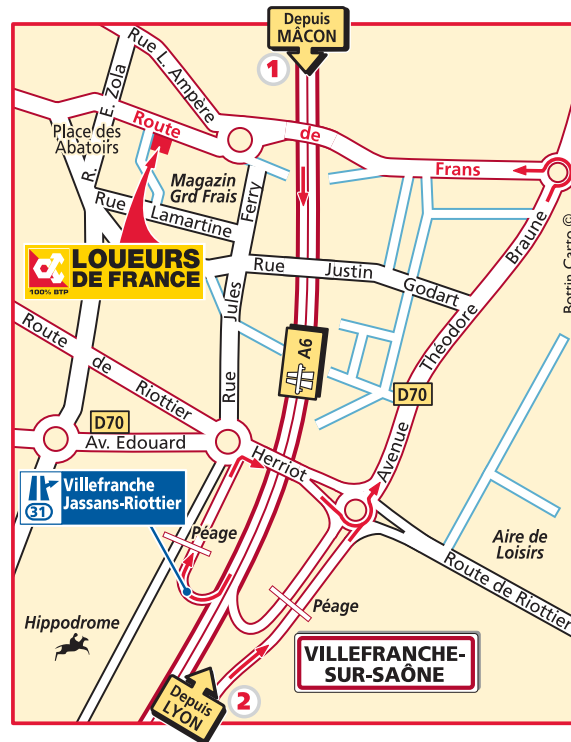 Depuis
MÂCON
1
Rue L. Ampère
R. E. Zola
Route de Frans
Place des
Abatoirs
Magazin
Grd Frais
Rue Lamartine
Rue Jules Ferry
LOUEURS
DE FRANCE
100% BTP
Rue Justin Godart
Avenue Théodore Braune
Bottin Carto ©
A6
Route de Riottier
D70
D70
Av. Edouard Herriot
Villefranche
Jassans-Riottier
31
Péage
Péage
Aire de
Loisirs
Route de Riottier
Hippodrome
VILLEFRANCHE-
SUR-SAÔNE
Depuis
LYON
2